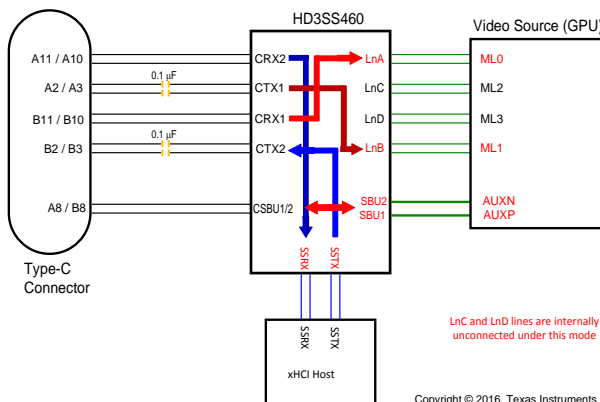 HD3SS460
Video Source (GPU)
A11 / A10
CRX2
LnA
ML0
0.1 µF
A2 / A3
CTX1
LnC
ML2
B11 / B10
CRX1
LnD
ML3
0.1 µF
B2 / B3
CTX2
LnB
ML1
A8 / B8
CSBU1/2
SBU2
SBU1
AUXN
AUXP
SSRX
SSTX
Type-C
Connector
SSRX
SSTX
xHCI Host
LnC and LnD lines are internally
unconnected under this mode
Copyright © 2016, Texas Instruments